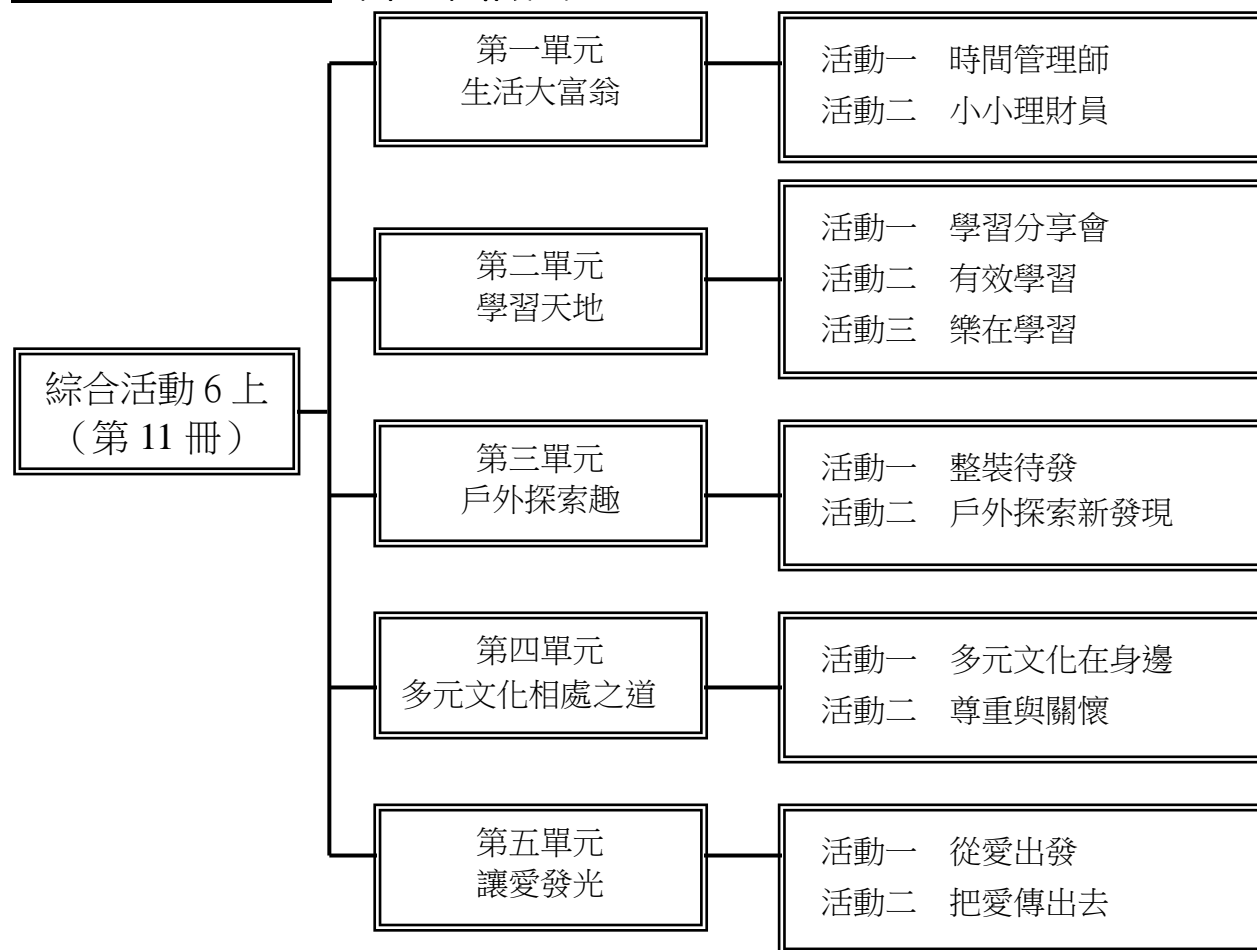 第一單元
生活大富翁
活動一　時間管理師
活動二　小小理財員
第二單元
學習天地
活動一　學習分享會
活動二　有效學習
活動三　樂在學習
綜合活動 6 上
（第 11 冊）
第三單元
戶外探索趣
活動一　整裝待發
活動二　戶外探索新發現
第四單元
多元文化相處之道
活動一　多元文化在身邊
活動二　尊重與關懷
第五單元
讓愛發光
活動一　從愛出發
活動二　把愛傳出去